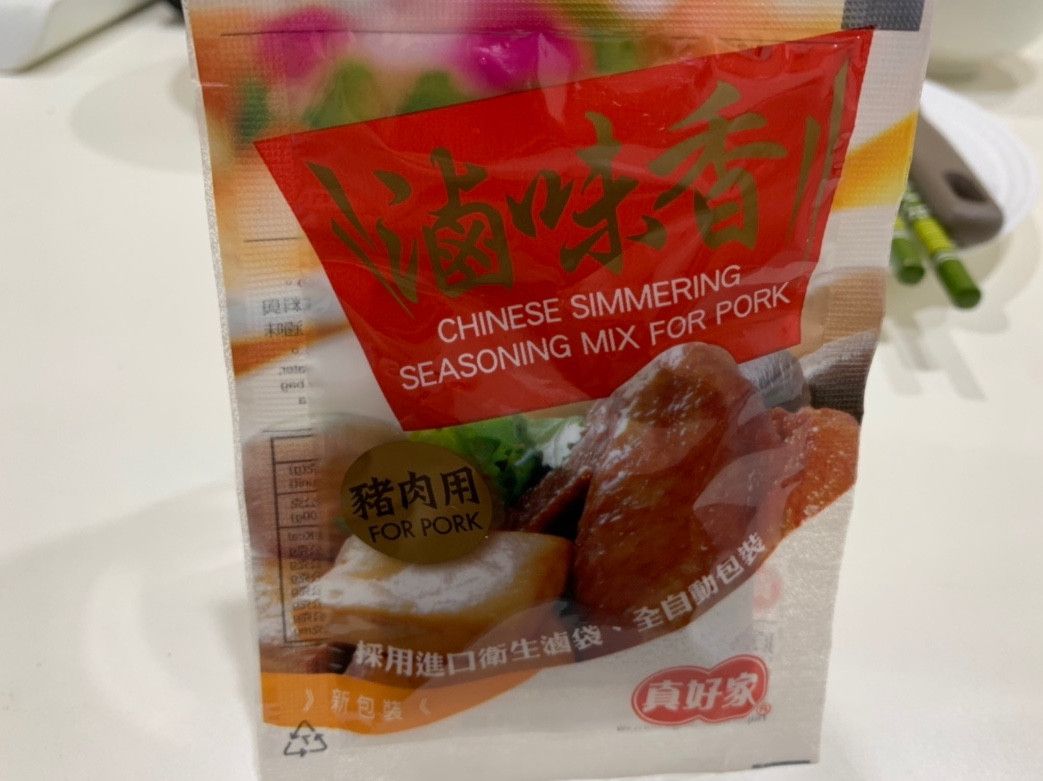 滷味香
CHINESE SIMMERING
SEASONING MIX FOR PORK
豬肉用
FOR PORK
採用進口衛生滷袋、全自動包裝
真好家
®
》新包裝《